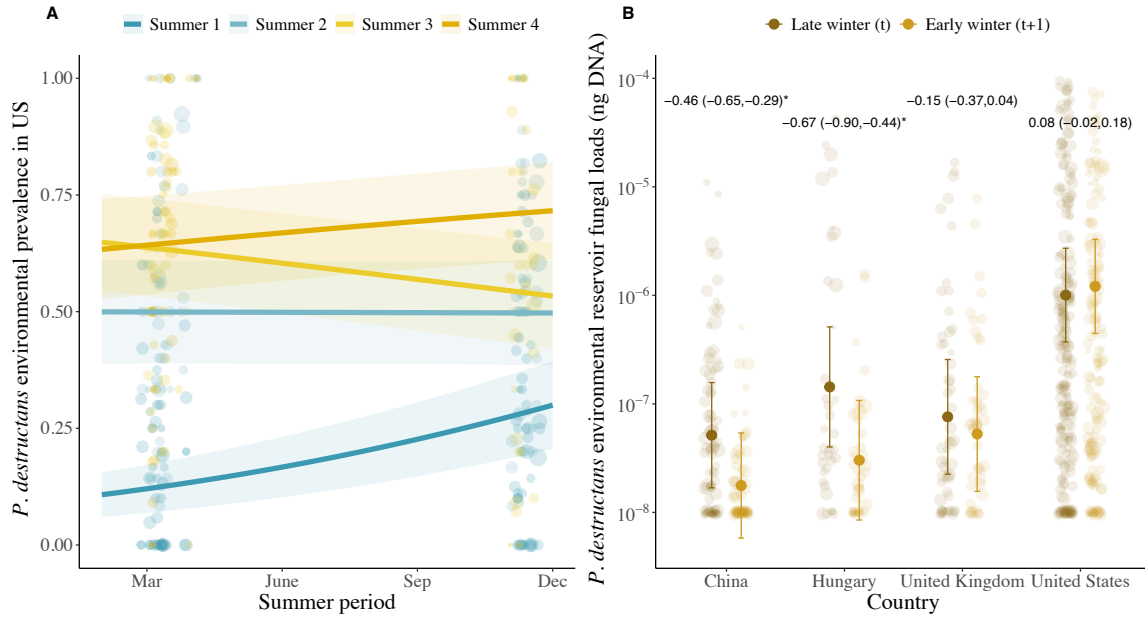 A
Summer 1 Summer 2 Summer 3 Summer 4
P. destructans environmental prevalence in US
1.00
0.75
0.50
0.25
0.00
Mar June Sep Dec
Summer period
B
Late winter (t) Early winter (t+1)
P. destructans environmental reservoir fungal loads (ng DNA)
10⁻⁴
10⁻⁵
10⁻⁶
10⁻⁷
10⁻⁸
−0.46 (−0.65,−0.29)*
−0.67 (−0.90,−0.44)*
−0.15 (−0.37,0.04)
0.08 (−0.02,0.18)
China Hungary United Kingdom United States
Country